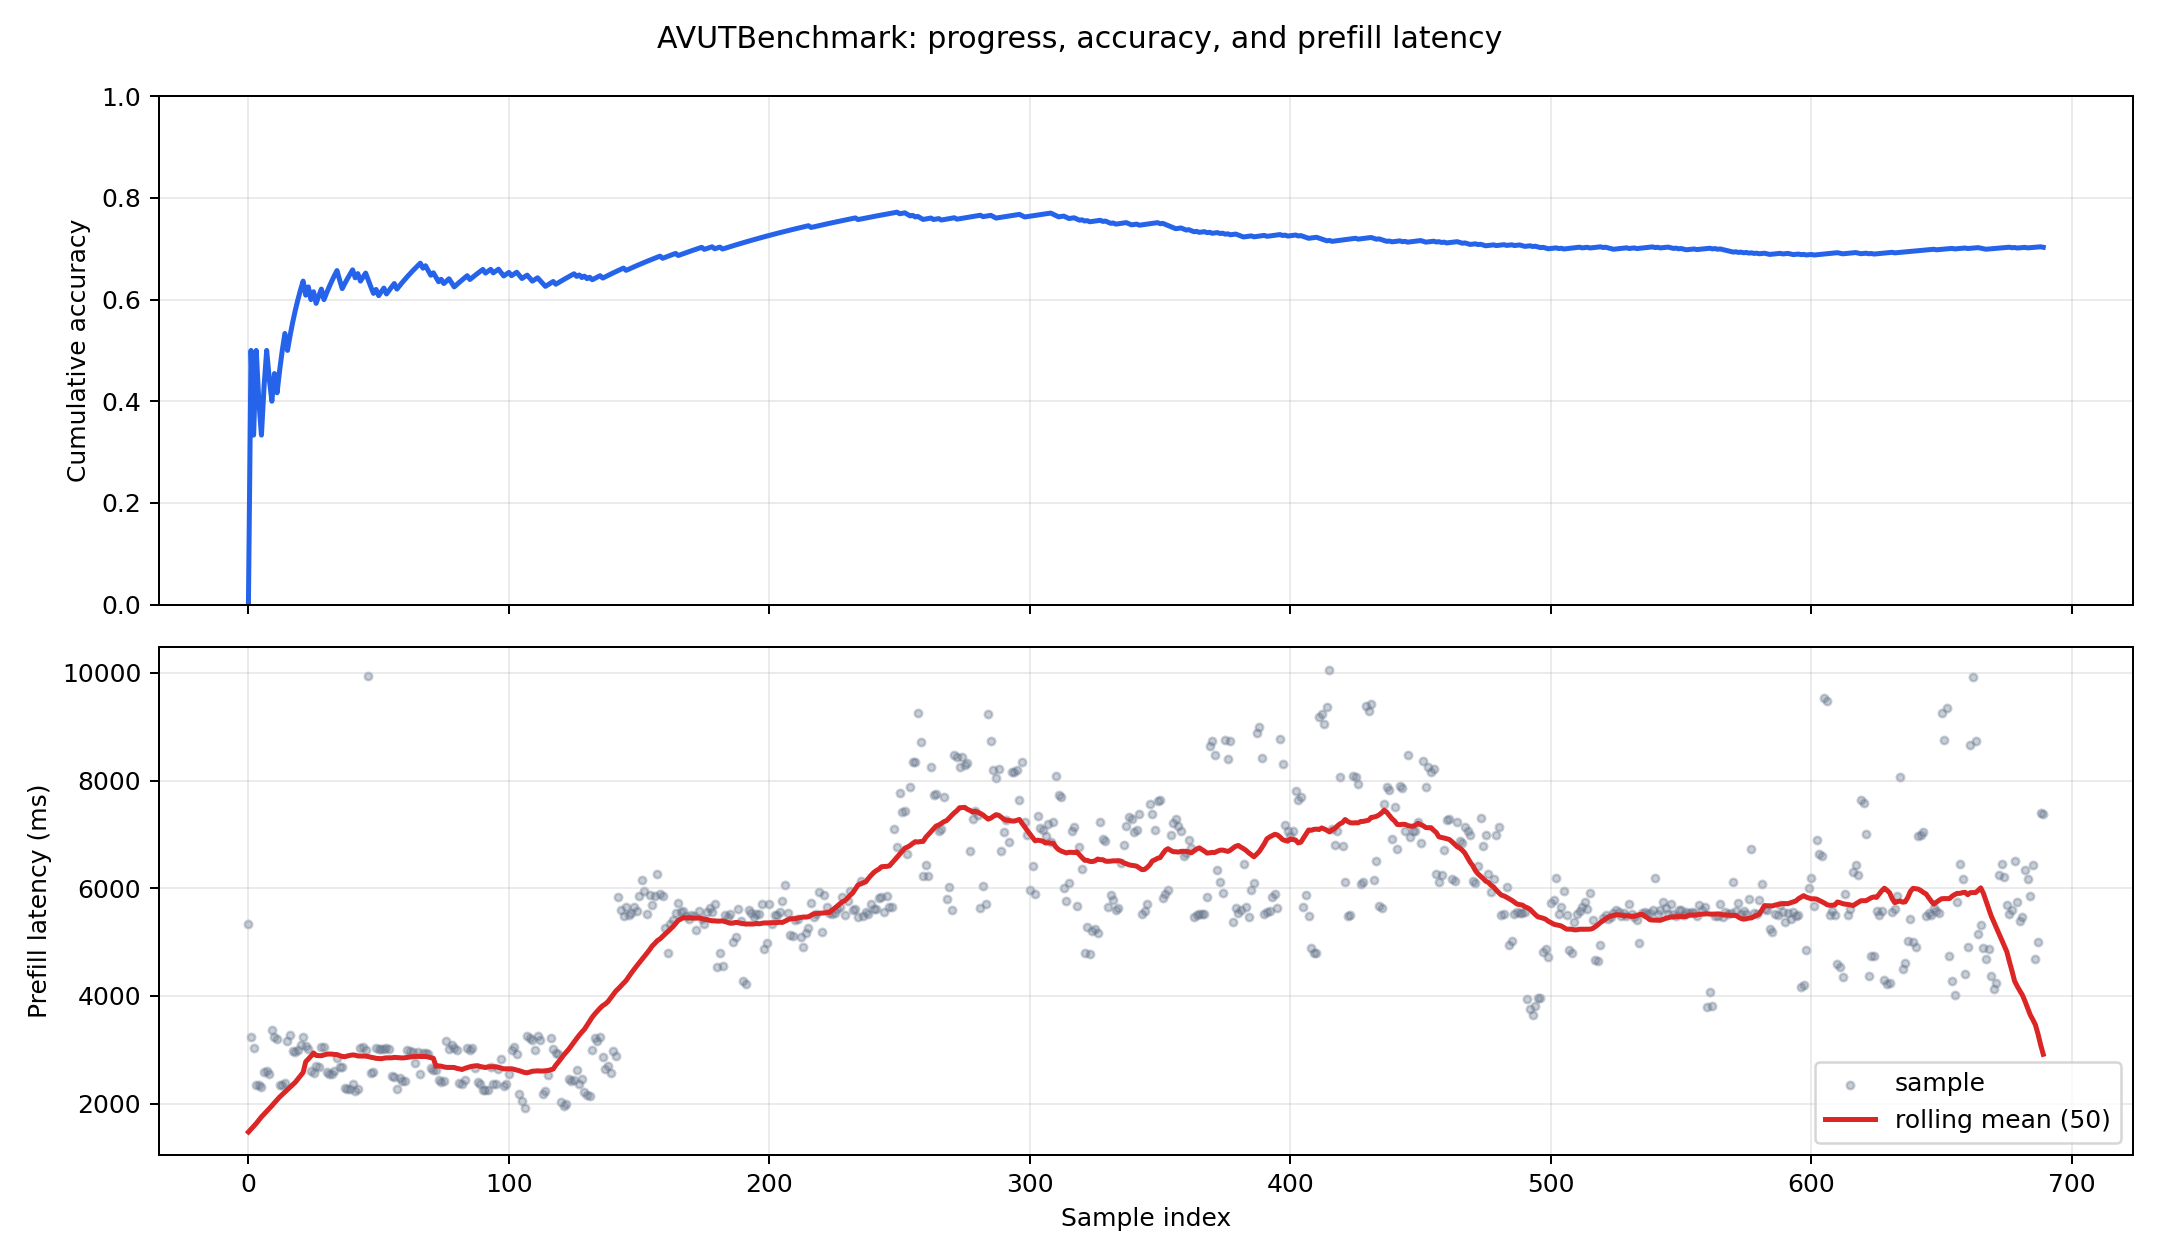 AVUTBenchmark: progress, accuracy, and prefill latency
1.0
0.8
0.6
0.4
0.2
0.0
Cumulative accuracy
10000
8000
6000
4000
2000
Prefill latency (ms)
sample
rolling mean (50)
0 100 200 300 400 500 600 700
Sample index